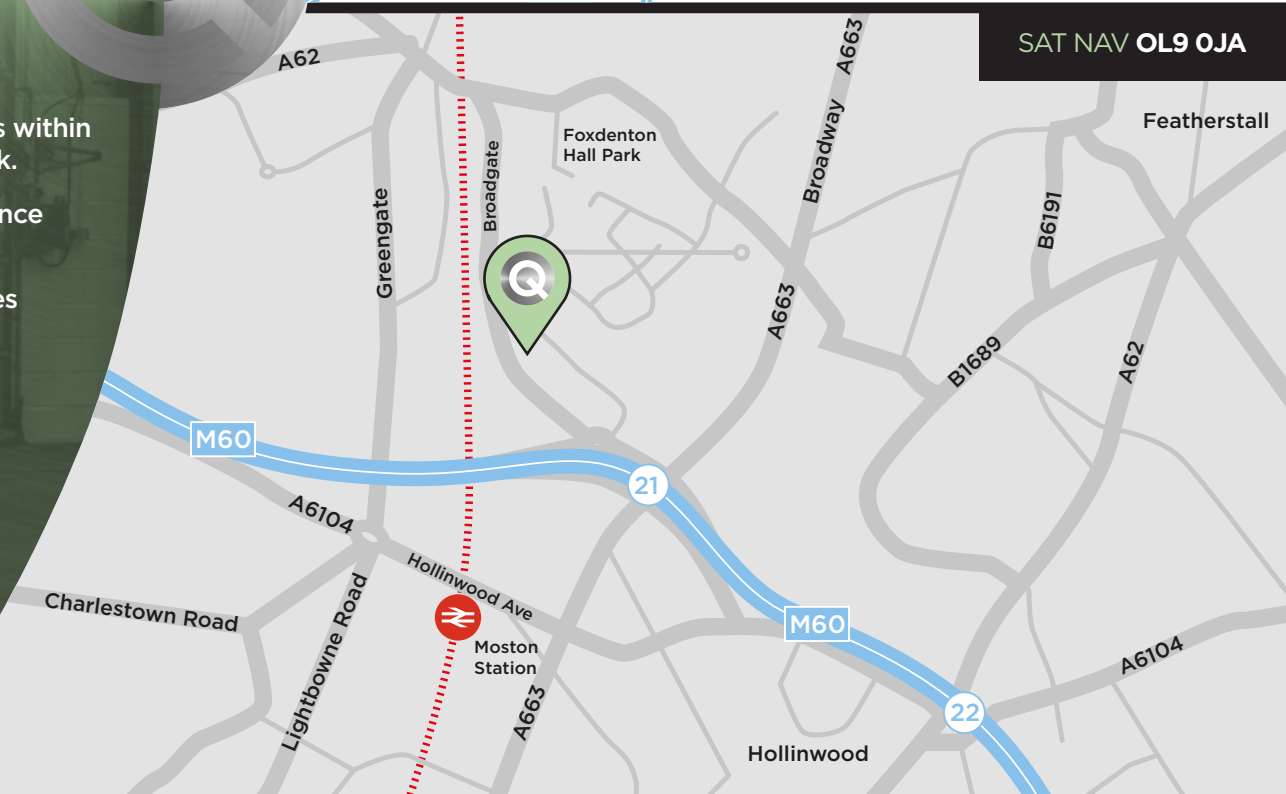 SAT NAV OL9 0JA
s within
k.
nce
es
A62
A663
Broadway
Featherstall
Foxdenton
Hall Park
Broadgate
Greengate
B6191
Q
A663
B1689
A62
M60
21
A6104
Hollinwood Ave
Charlestown Road
Lightbowne Road
Moston
Station
A663
M60
A6104
22
Hollinwood